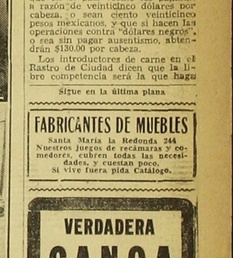 a razón de veinticinco dólares por
cabeza, o sean ciento veinticinco
pesos mexicanos, y que si hacen las
operaciones contra "dólares negros",
o sea sin pagar ausentismo, obten-
drán $130.00 por cabeza.
Los introductores de carne en el
Rastro de Ciudad dicen que la li-
bre competencia será la que haga
Sigue en la última plana
FABRICANTES DE MUEBLES
Santa María la Redonda 244
Nuestros juegos de recámaras y co-
medores, cubren todas las necesi-
dades, y cuestan poco.
Si vive fuera pida Catálogo.
VERDADERA
GANGA